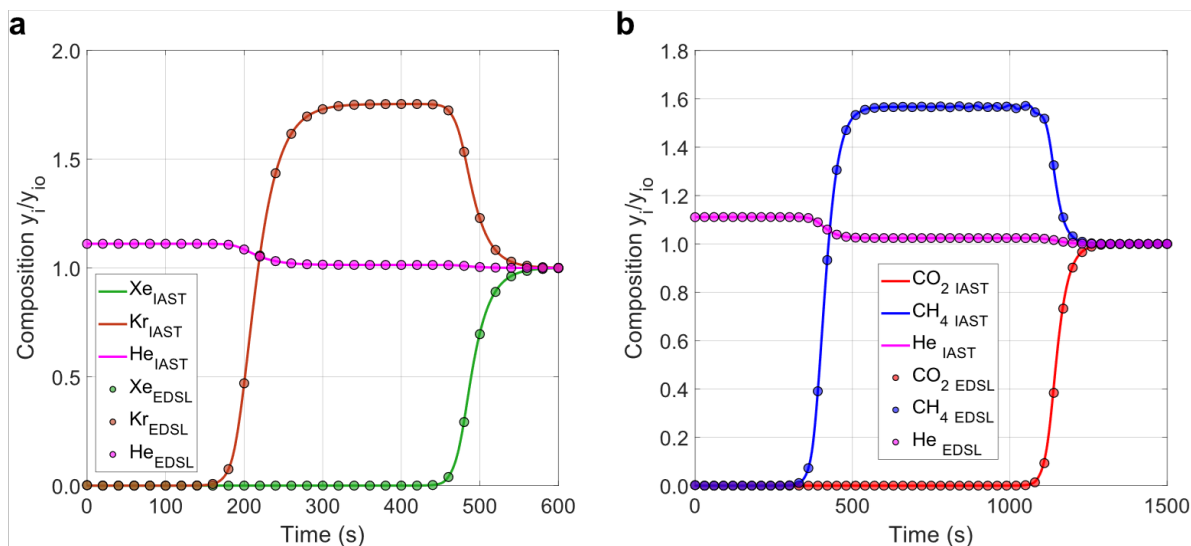 a
2.0
1.5
1.0
0.5
0.0
0 100 200 300 400 500 600
Time (s)
Composition yi/yio
XeIAST
KrIAST
HeIAST
XeEDSL
KrEDSL
HeEDSL
b
1.8
1.6
1.4
1.2
1.0
0.8
0.6
0.4
0.2
0.0
0 500 1000 1500
Time (s)
Composition yi/yio
CO2 IAST
CH4 IAST
He IAST
CO2 EDSL
CH4 EDSL
He EDSL